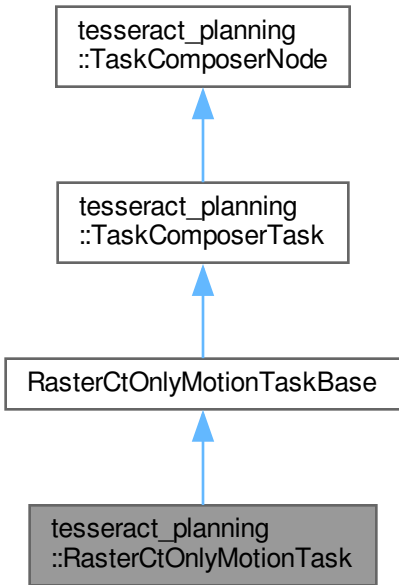 tesseract_planning
::TaskComposerNode
tesseract_planning
::TaskComposerTask
RasterCtOnlyMotionTaskBase
tesseract_planning
::RasterCtOnlyMotionTask